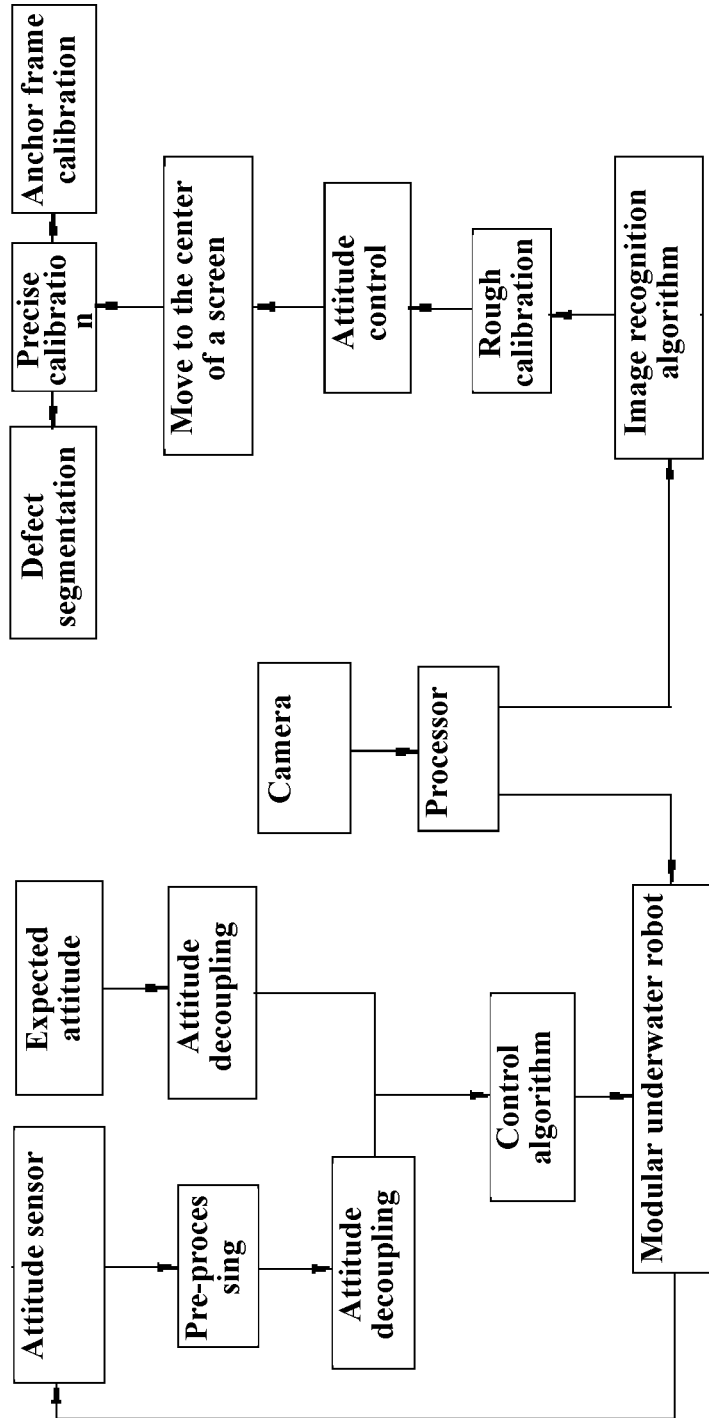 Attitude sensor
Pre-proces
sing
Attitude
decoupling
Expected
attitude
Attitude
decoupling
Control
algorithm
Modular underwater robot
Camera
Processor
Defect
segmentation
Precise
calibratio
n
Anchor frame
calibration
Move to the center
of a screen
Attitude
control
Rough
calibration
Image recognition
algorithm